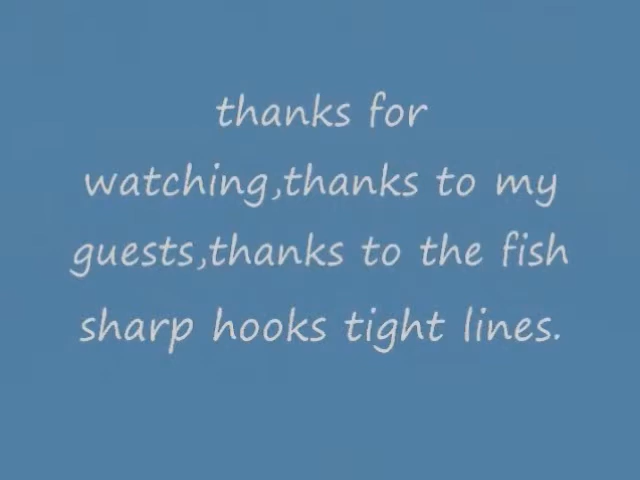 thanks for
watching,thanks to my
guests,thanks to the fish
sharp hooks tight lines.